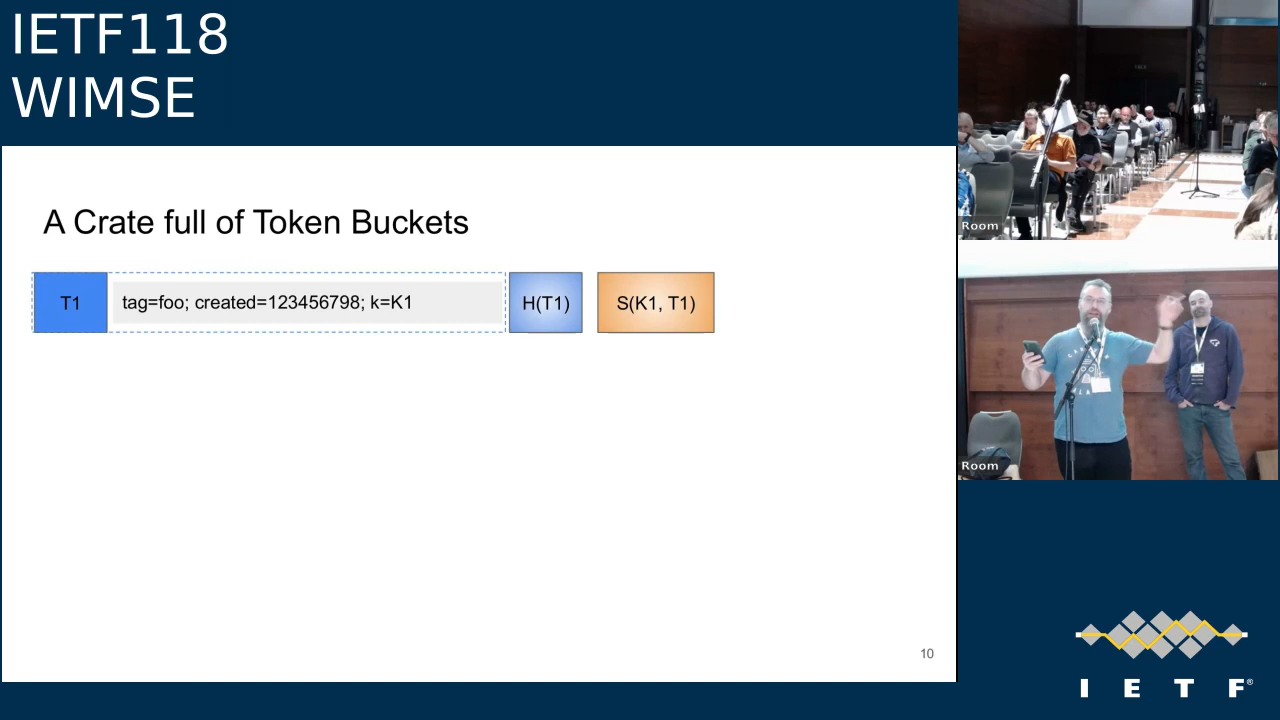 IETF118
WIMSE
A Crate full of Token Buckets
T1
tag=foo; created=123456798; k=K1
H(T1)
S(K1, T1)
10
Room
Room
I E T F®